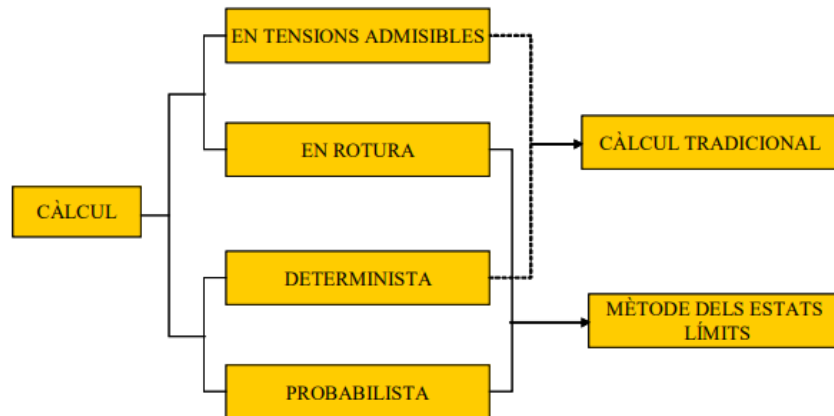 EN TENSIONS ADMISIBLES
EN ROTURA
CÀLCUL TRADICIONAL
CÀLCUL
DETERMINISTA
MÈTODE DELS ESTATS
LÍMITS
PROBABILISTA